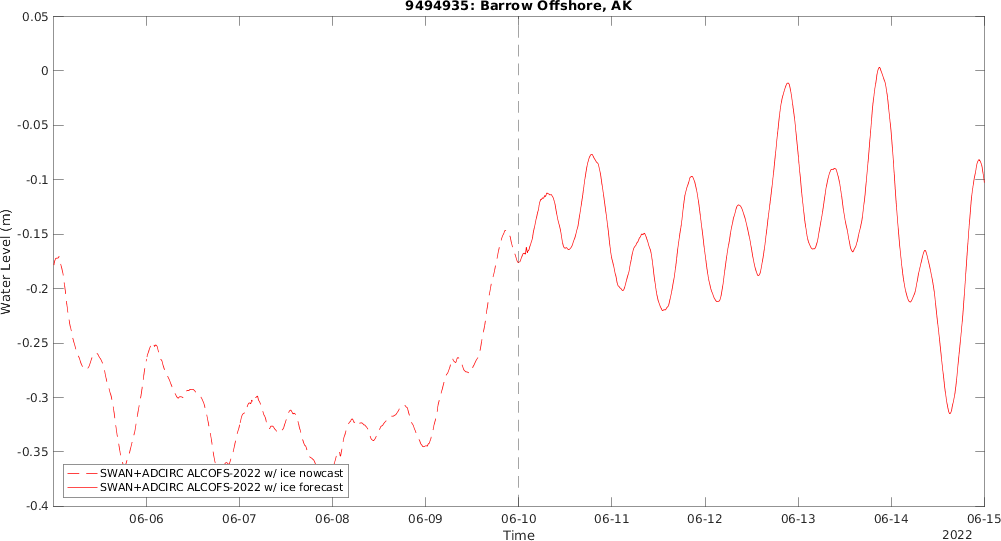 9494935: Barrow Offshore, AK
0.05
0
-0.05
-0.1
-0.15
-0.2
-0.25
-0.3
-0.35
-0.4
Water Level (m)
SWAN+ADCIRC ALCOFS-2022 w/ ice nowcast
SWAN+ADCIRC ALCOFS-2022 w/ ice forecast
06-06 06-07 06-08 06-09 06-10 06-11 06-12 06-13 06-14 06-15
Time
2022